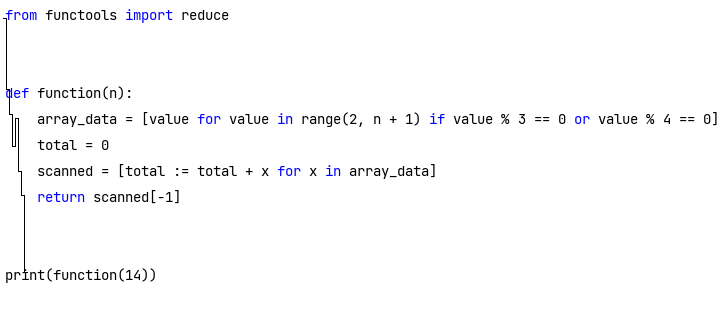 from functools import reduce
def function(n):
    array_data = [value for value in range(2, n + 1) if value % 3 == 0 or value % 4 == 0]
    total = 0
    scanned = [total := total + x for x in array_data]
    return scanned[-1]
print(function(14))